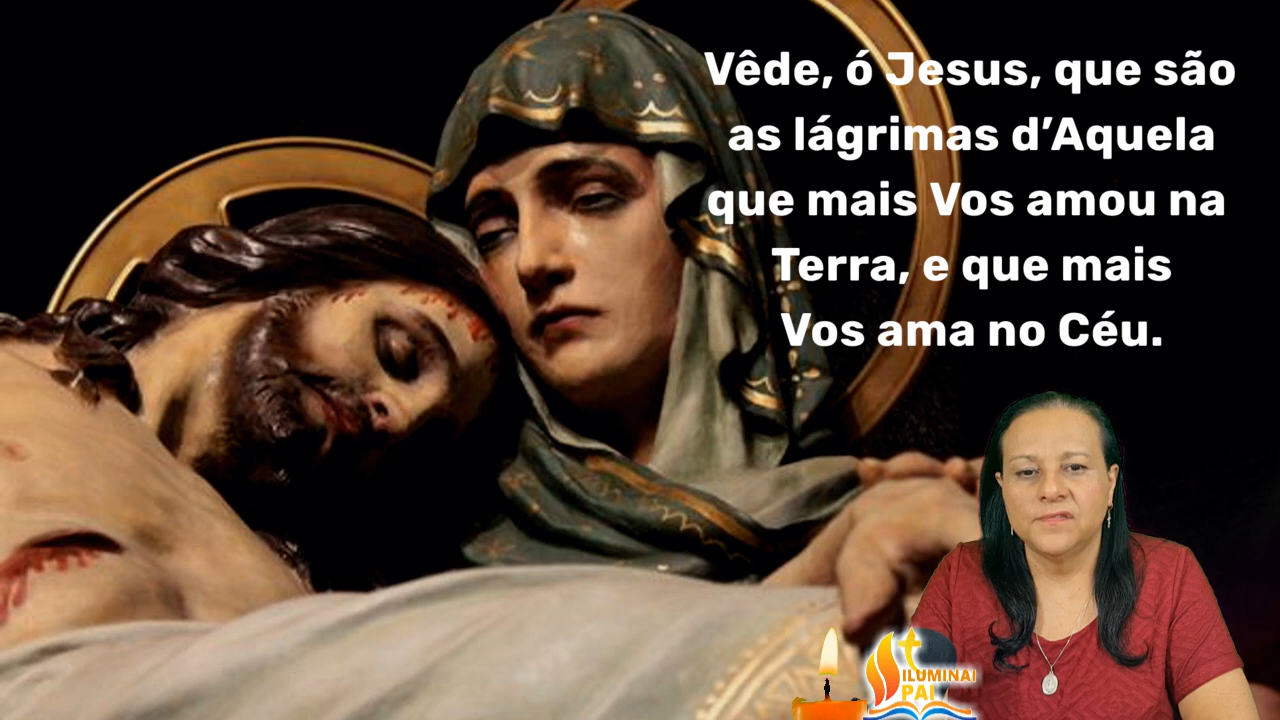 Vêde, ó Jesus, que são
as lágrimas d’Aquela
que mais Vos amou na
Terra, e que mais
Vos ama no Céu.
ILUMINAI
PAI